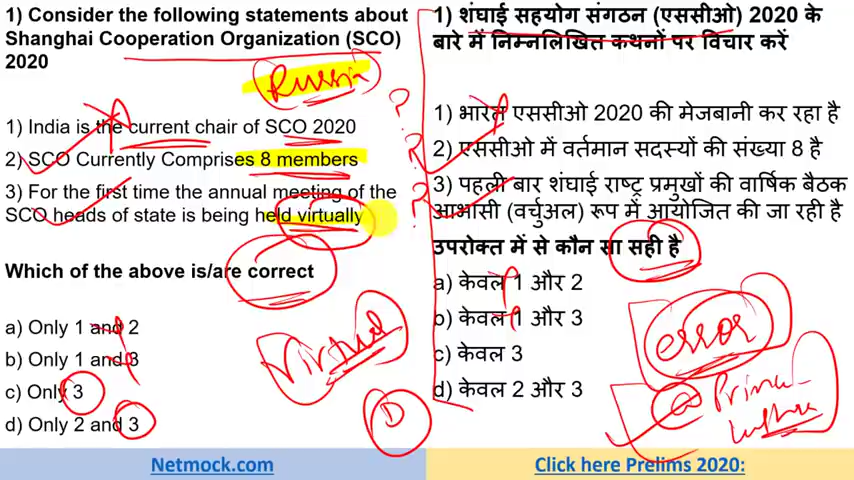 1) Consider the following statements about
Shanghai Cooperation Organization (SCO)
2020
Russia
1) India is the current chair of SCO 2020
2) SCO Currently Comprises 8 members
3) For the first time the annual meeting of the
SCO heads of state is being held virtually
Which of the above is/are correct
a) Only 1 and 2
b) Only 1 and 3
c) Only 3
d) Only 2 and 3
Virtual
D
?
?
?
1) शंघाई सहयोग संगठन (एससीओ) 2020 के
बारे में निम्नलिखित कथनों पर विचार करें
1) भारत एससीओ 2020 की मेजबानी कर रहा है
2) एससीओ में वर्तमान सदस्यों की संख्या 8 है
3) पहली बार शंघाई राष्ट्र प्रमुखों की वार्षिक बैठक
आभासी (वर्चुअल) रूप में आयोजित की जा रही है
उपरोक्त में से कौन सा सही है
a) केवल 1 और 2
b) केवल 1 और 3
c) केवल 3
d) केवल 2 और 3
error
@
Netmock.com
Click here Prelims 2020: